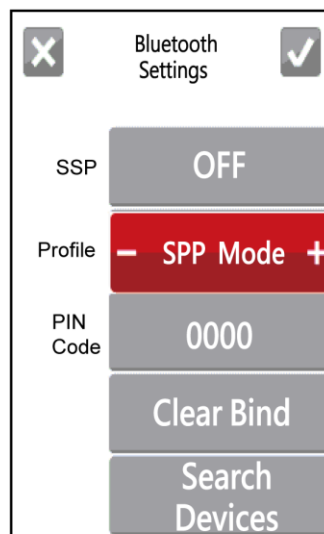 Bluetooth
Settings
SSP OFF
Profile - SPP Mode +
PIN
Code 0000
Clear Bind
Search
Devices